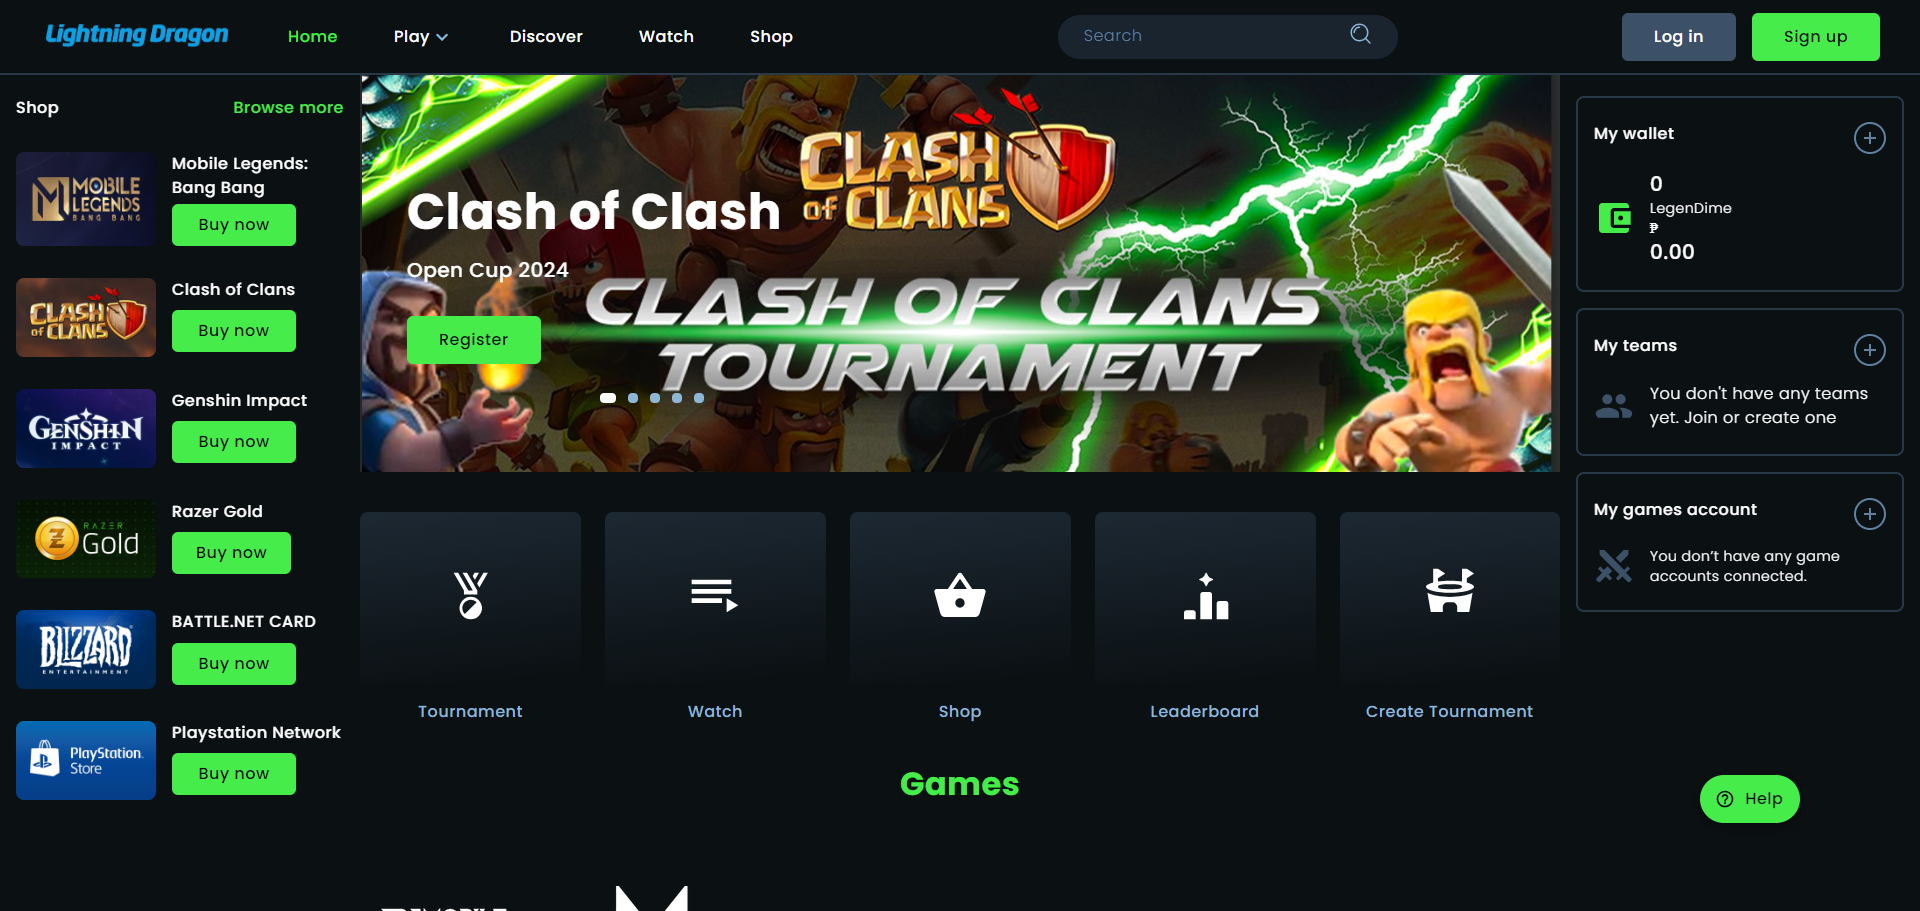 Lightning Dragon
Home
Play
Discover
Watch
Shop
Search
Log in
Sign up
Shop
Browse more
MOBILE
LEGENDS
BANG BANG
Mobile Legends:
Bang Bang
Buy now
CLASH
OF CLANS
Clash of Clans
Buy now
GENSHIN
IMPACT
Genshin Impact
Buy now
RAZER
Gold
Razer Gold
Buy now
BLIZZARD
ENTERTAINMENT
BATTLE.NET CARD
Buy now
PlayStation
Store
Playstation Network
Buy now
CLASH
OF CLANS
Clash of Clash
Open Cup 2024
CLASH OF CLANS
TOURNAMENT
Register
Tournament
Watch
Shop
Leaderboard
Create Tournament
Games
My wallet
0
LegenDime
₱
0.00
My teams
You don't have any teams
yet. Join or create one
My games account
You don’t have any game
accounts connected.
Help